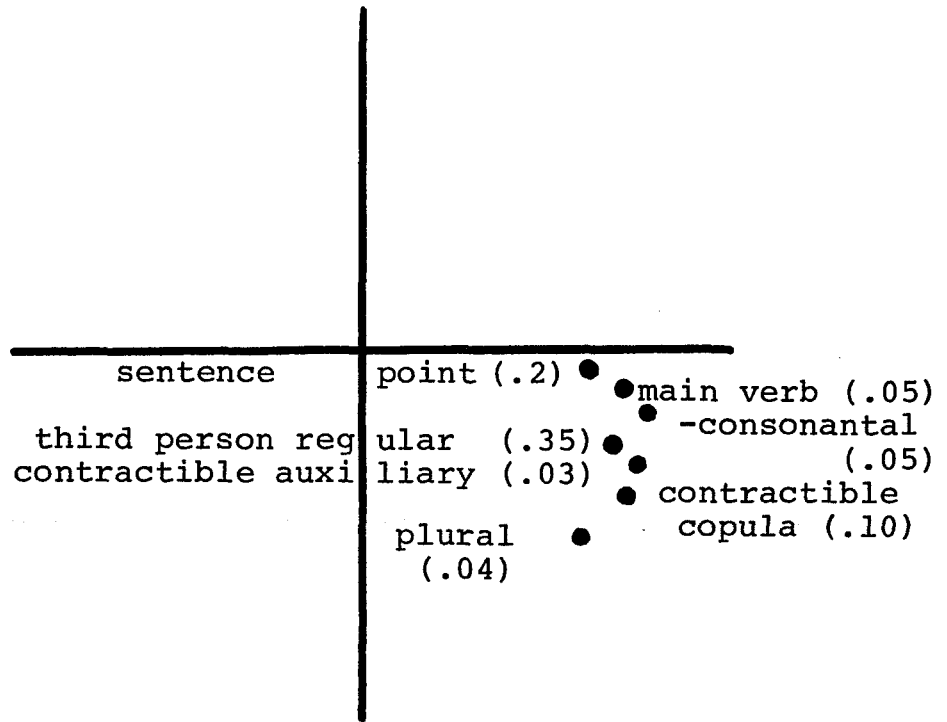 sentence point (.2)
main verb (.05)
-consonantal
(.05)
third person regular (.35)
contractible auxiliary (.03)
contractible
copula (.10)
plural
(.04)